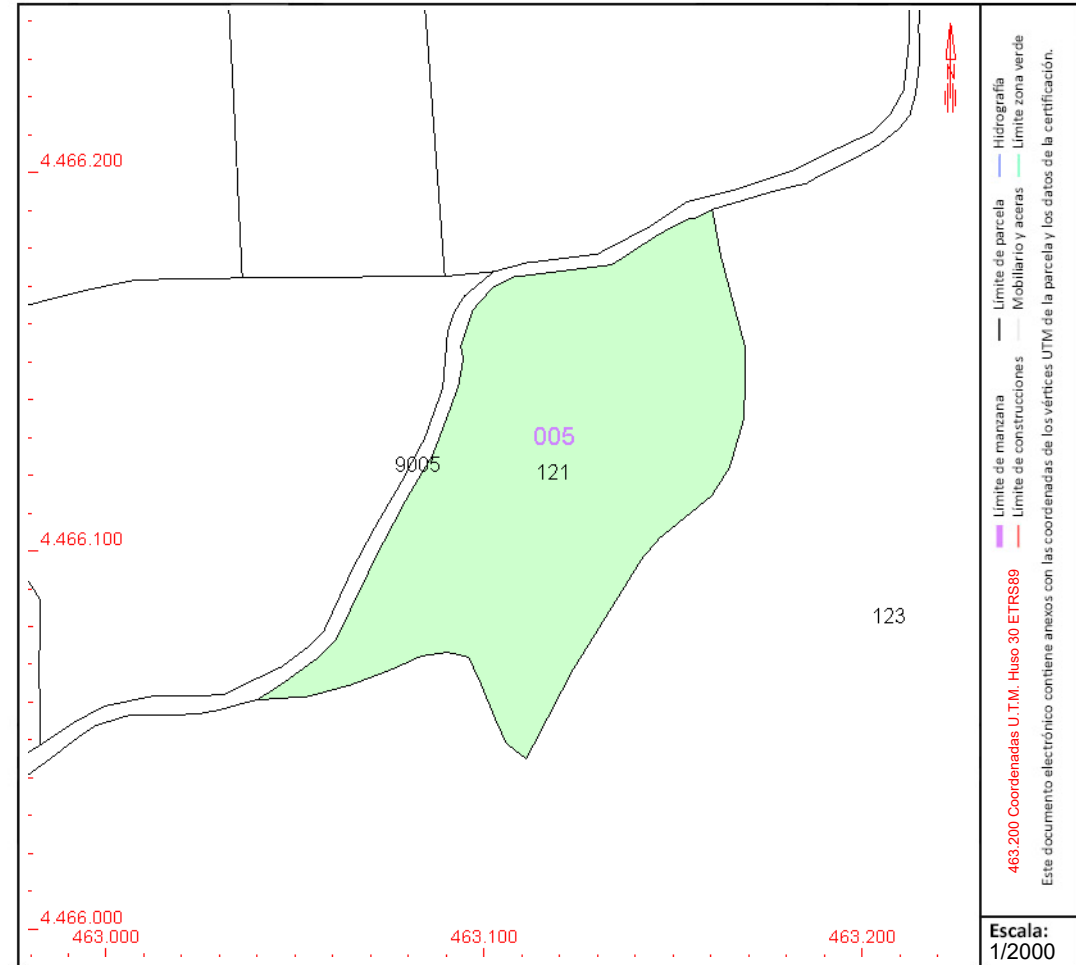 4.466.200
005
9005
121
4.466.100
123
4.466.000
463.000
463.100
463.200
N
463.200 Coordenadas U.T.M. Huso 30 ETRS89
Límite de manzana
Límite de parcela
Hidrografía
Límite de construcciones
Mobiliario y aceras
Límite zona verde
Este documento electrónico contiene anexos con las coordenadas de los vértices UTM de la parcela y los datos de la certificación.
Escala:
1/2000